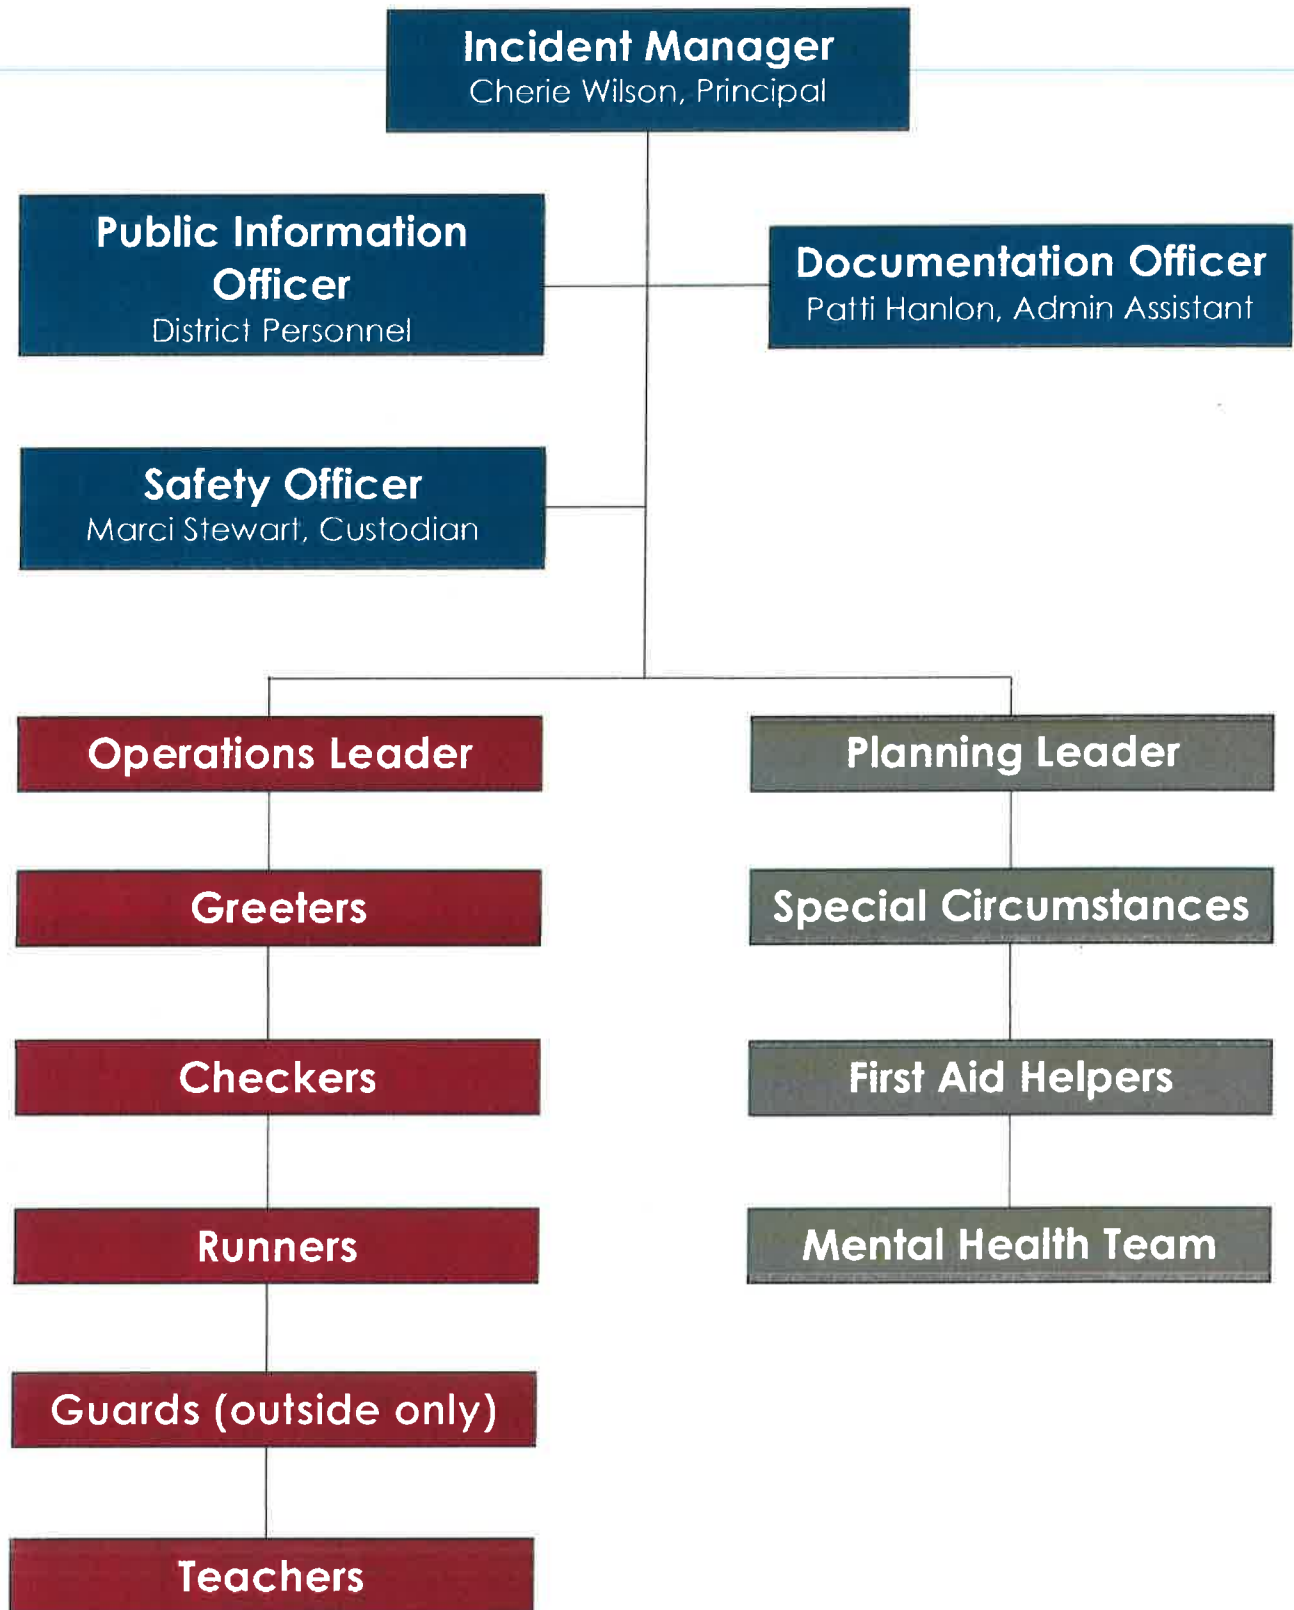 Incident Manager
Cherie Wilson, Principal
Public Information
Officer
District Personnel
Documentation Officer
Patti Hanlon, Admin Assistant
Safety Officer
Marci Stewart, Custodian
Operations Leader
Planning Leader
Greeters
Special Circumstances
Checkers
First Aid Helpers
Runners
Mental Health Team
Guards (outside only)
Teachers